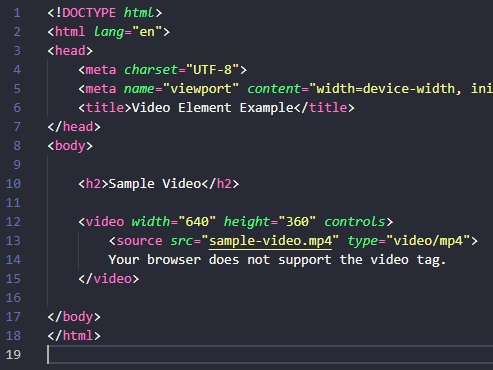 1 <!DOCTYPE html>
2 <html lang="en">
3 <head>
4     <meta charset="UTF-8">
5     <meta name="viewport" content="width=device-width, ini
6     <title>Video Element Example</title>
7 </head>
8 <body>
9
10     <h2>Sample Video</h2>
11
12     <video width="640" height="360" controls>
13         <source src="sample-video.mp4" type="video/mp4">
14         Your browser does not support the video tag.
15     </video>
16
17 </body>
18 </html>
19